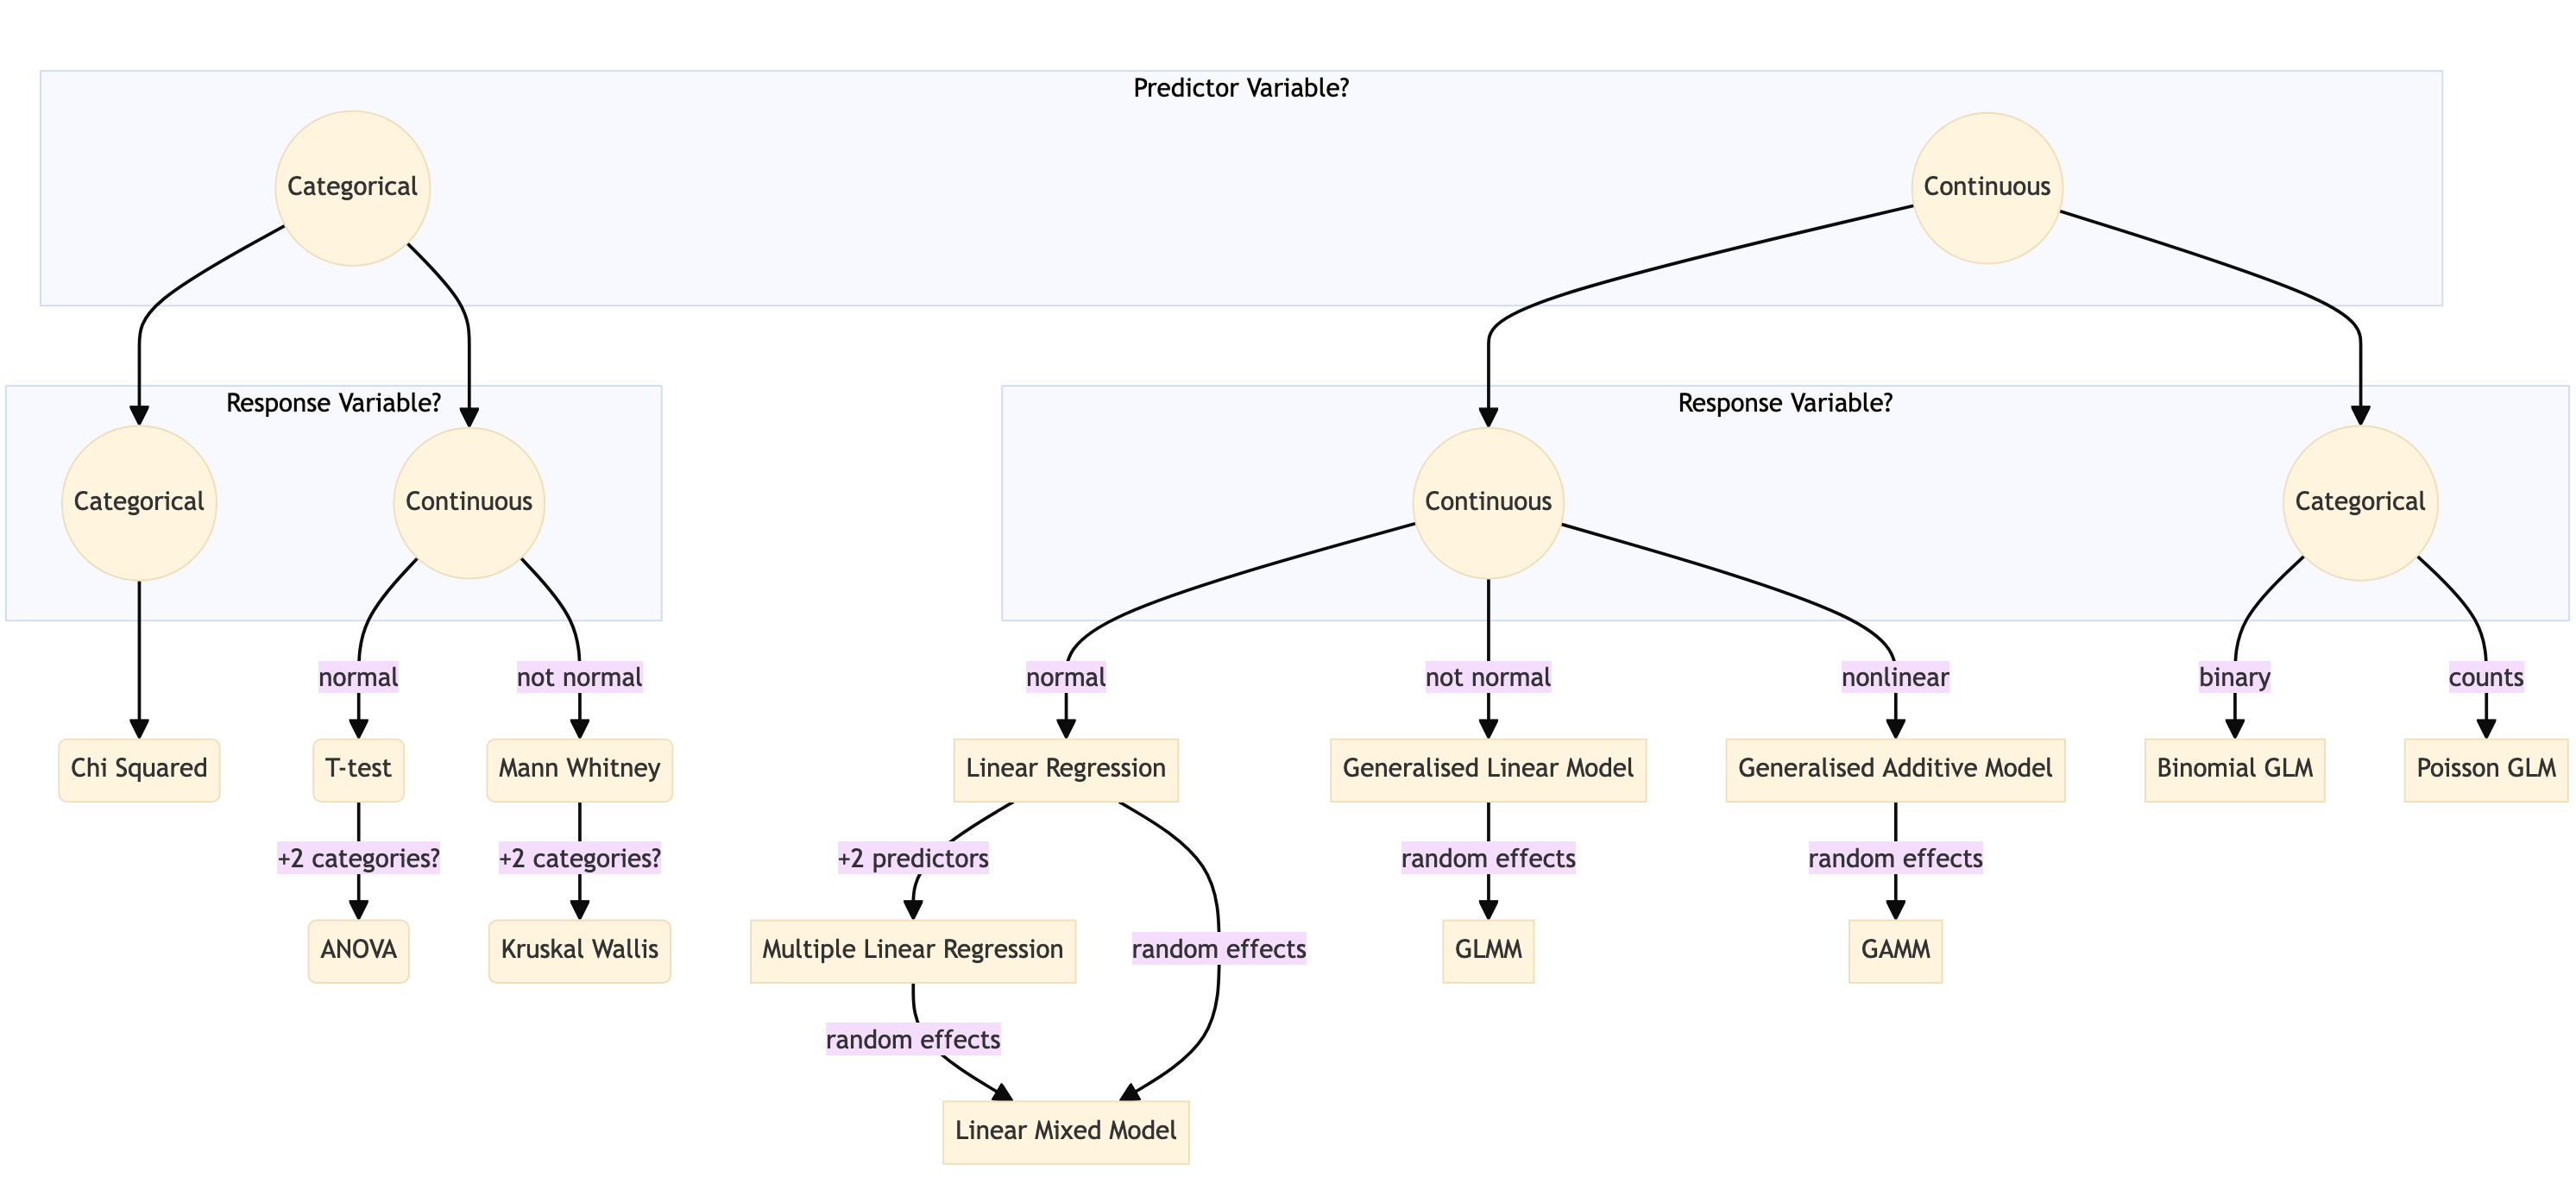 Predictor Variable?
Categorical
Continuous
Response Variable?
Response Variable?
Categorical
Continuous
Continuous
Categorical
normal
not normal
normal
not normal
nonlinear
binary
counts
Chi Squared
T-test
Mann Whitney
Linear Regression
Generalised Linear Model
Generalised Additive Model
Binomial GLM
Poisson GLM
+2 categories?
+2 categories?
+2 predictors
random effects
random effects
ANOVA
Kruskal Wallis
Multiple Linear Regression
random effects
GLMM
GAMM
random effects
Linear Mixed Model